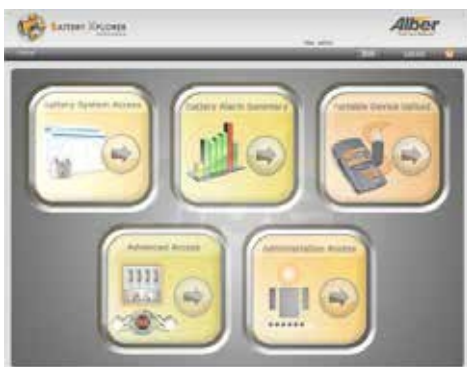 BATTERY XPLORER
Alber
Battery System Access
Battery Alarm Summary
Portable Device Upload
Advanced Access
Administration Access